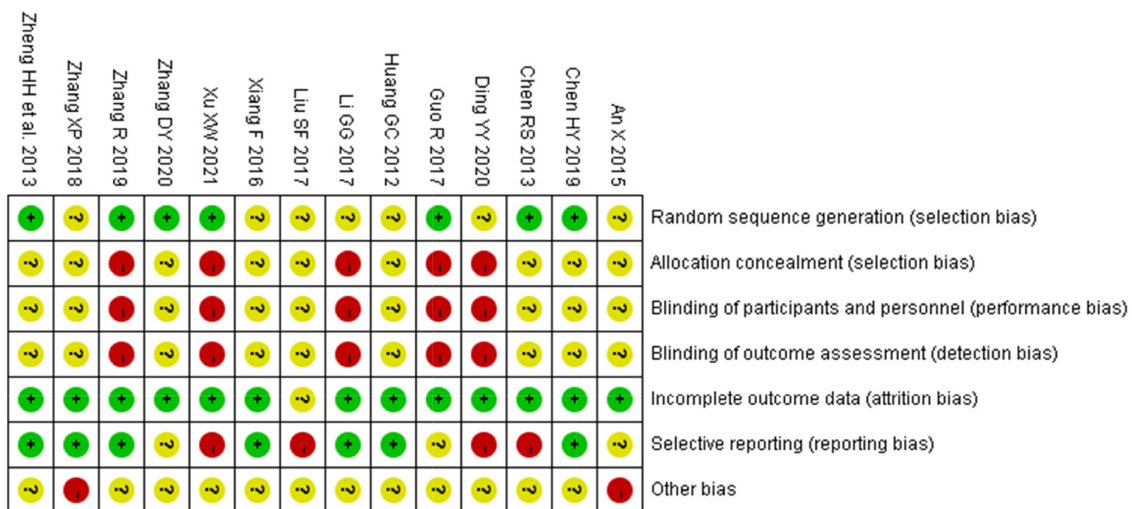 Zheng HH et al. 2013
Zhang XP 2018
Zhang R 2019
Zhang DY 2020
Xu XW 2021
Xiang F 2016
Liu SF 2017
Li GG 2017
Huang GC 2012
Guo R 2017
Ding YY 2020
Chen RS 2013
Chen HY 2019
An X 2015
+ ? + + + ? ? ? ? + ? + + ? Random sequence generation (selection bias)
? ? - ? - ? ? - ? - - ? ? ? Allocation concealment (selection bias)
? ? - ? - ? ? - ? - - ? ? ? Blinding of participants and personnel (performance bias)
? ? - ? - ? ? - ? - - ? ? ? Blinding of outcome assessment (detection bias)
+ + + + + + ? + + + + + + + Incomplete outcome data (attrition bias)
+ + + ? - + - + + ? - - + ? Selective reporting (reporting bias)
? - ? ? ? ? ? ? ? ? ? ? ? - Other bias